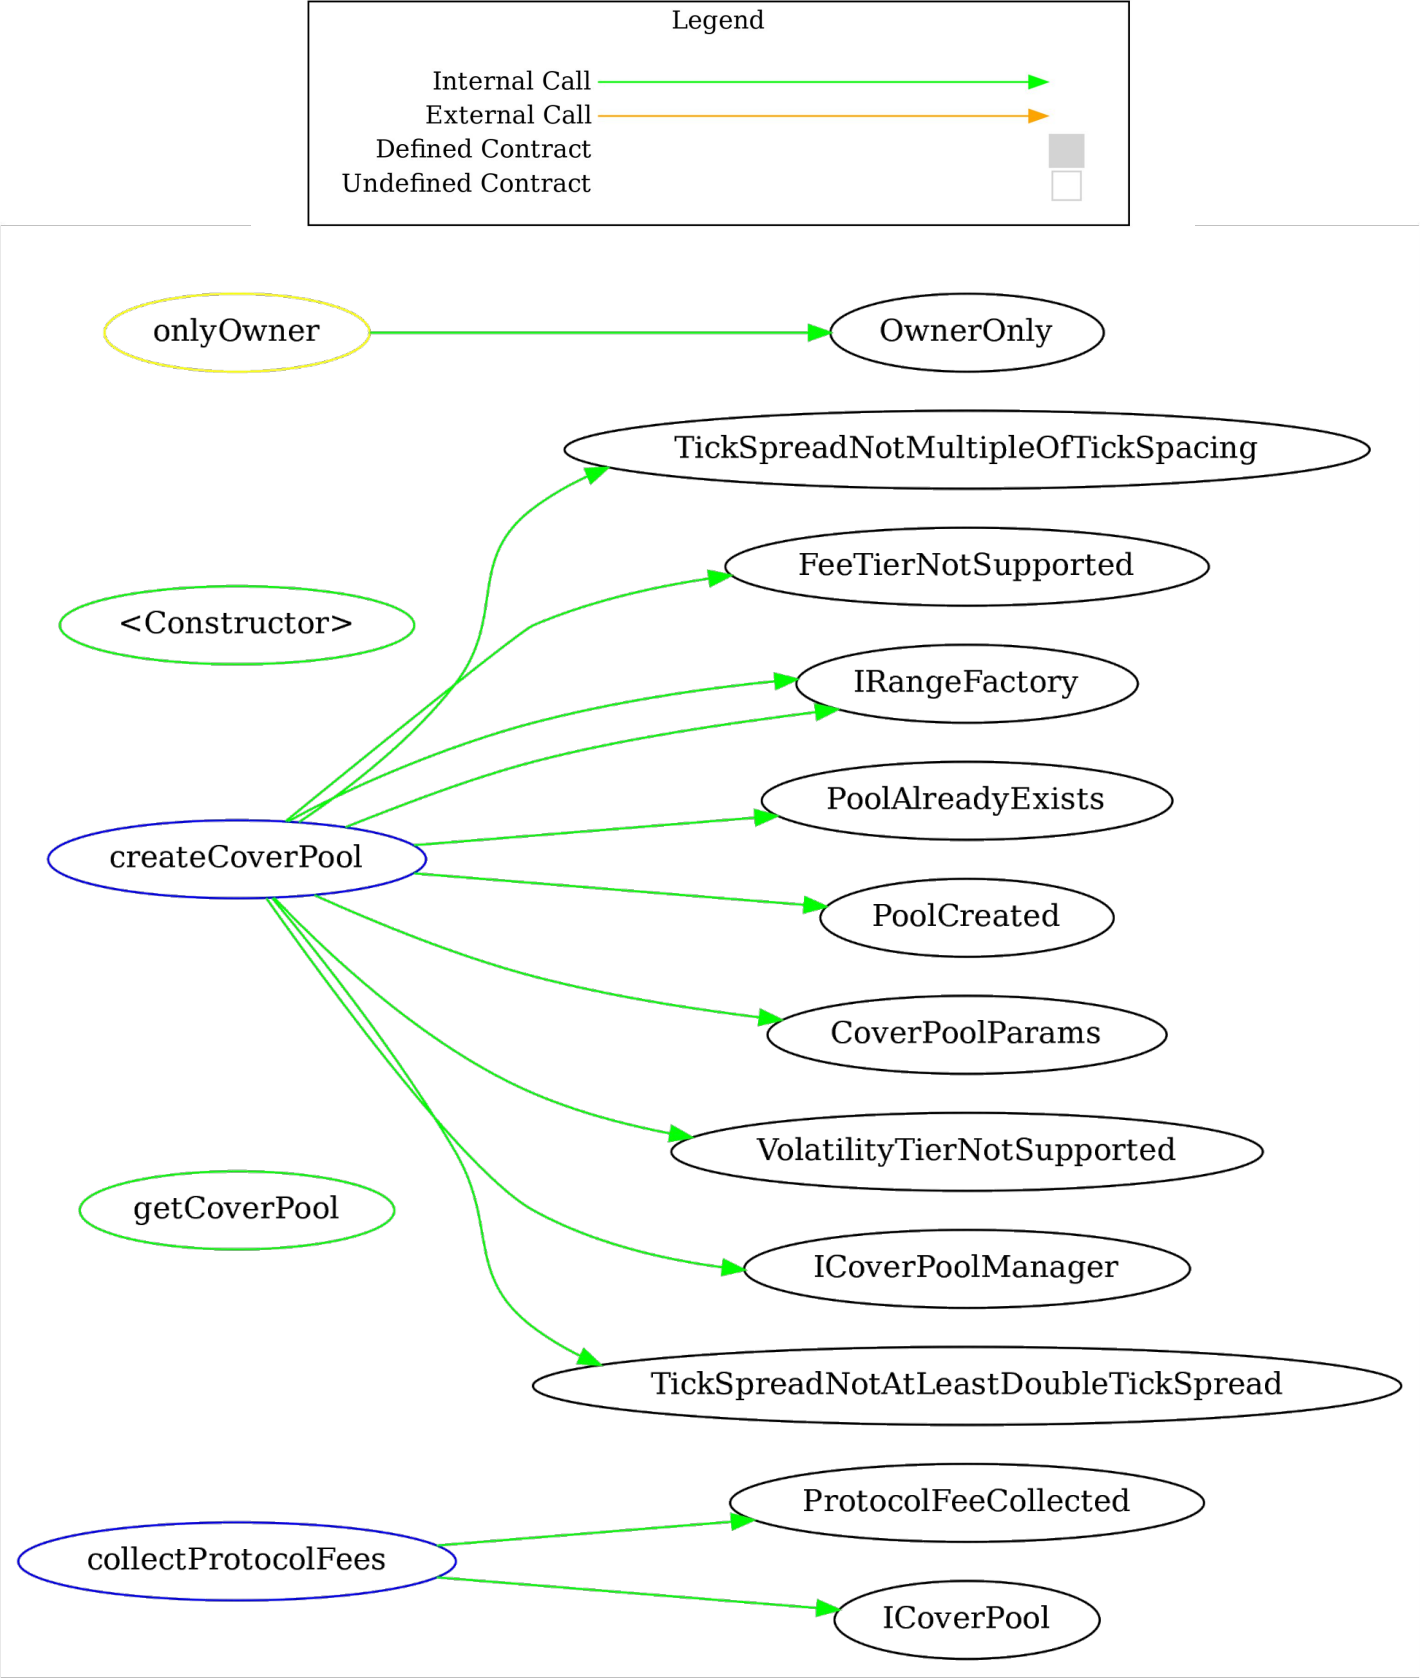 Legend
Internal Call
External Call
Defined Contract
Undefined Contract
onlyOwner
OwnerOnly
TickSpreadNotMultipleOfTickSpacing
FeeTierNotSupported
<Constructor>
IRangeFactory
PoolAlreadyExists
createCoverPool
PoolCreated
CoverPoolParams
VolatilityTierNotSupported
getCoverPool
ICoverPoolManager
TickSpreadNotAtLeastDoubleTickSpread
ProtocolFeeCollected
collectProtocolFees
ICoverPool